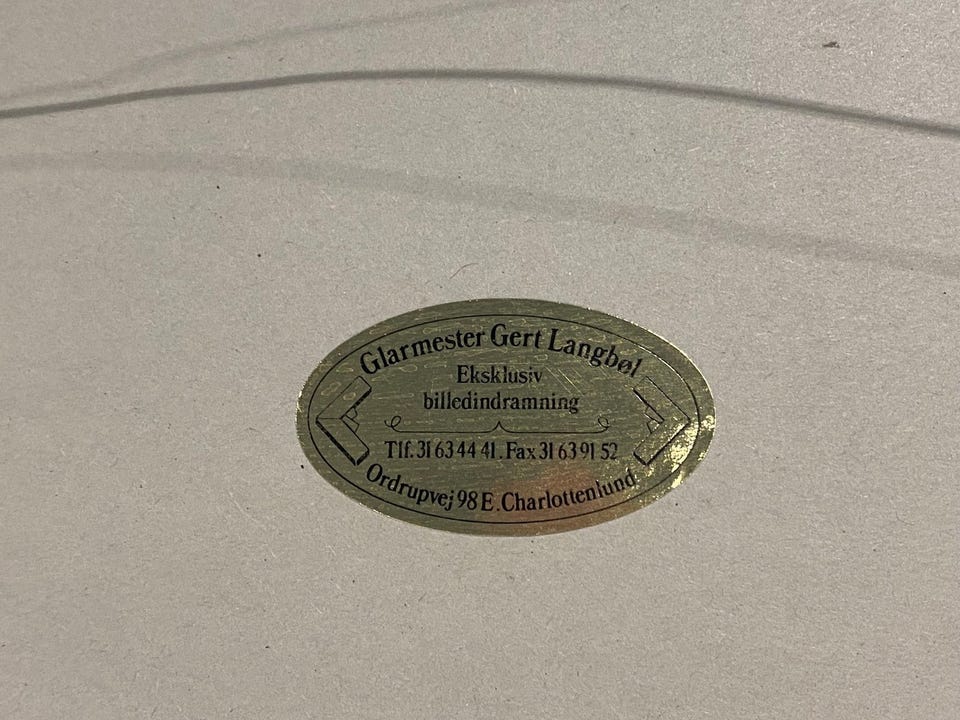 Glarmester Gert Langbøl
Eksklusiv
billedindramning
Tlf. 31 63 44 41 . Fax 31 63 91 52
Ordrupvej 98 E . Charlottenlund